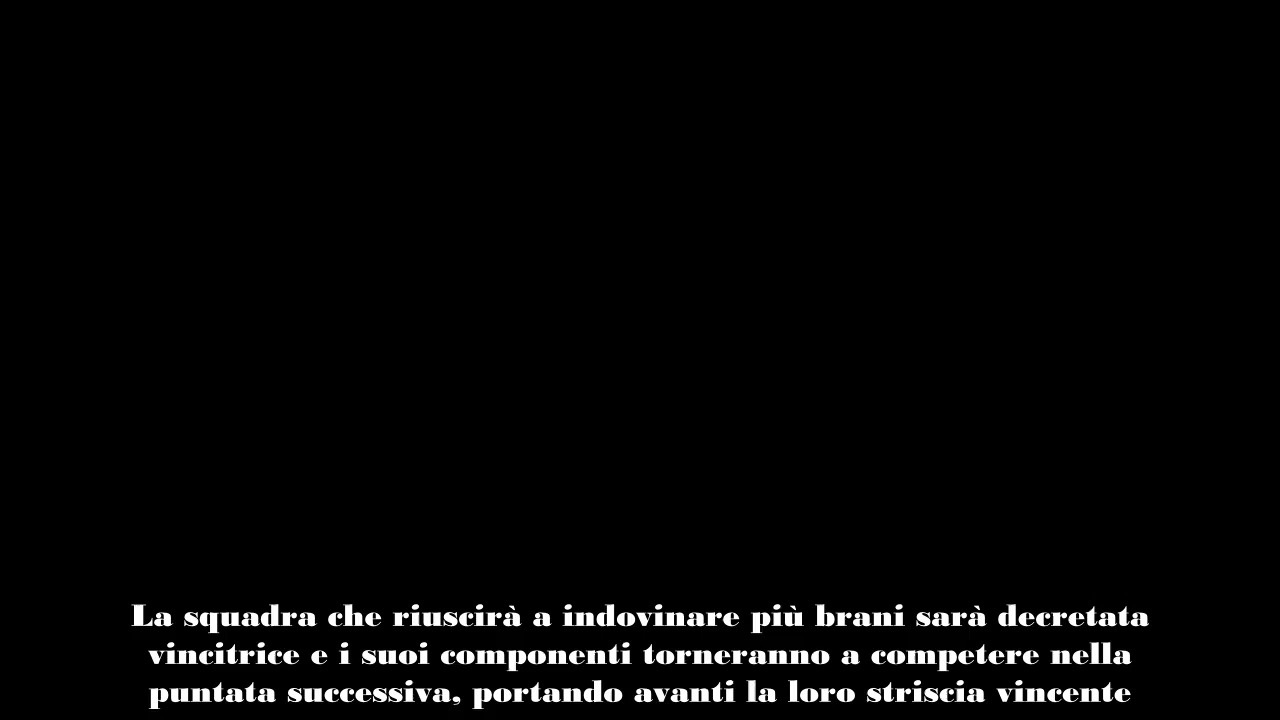 La squadra che riuscirà a indovinare più brani sarà decretata
vincitrice e i suoi componenti torneranno a competere nella
puntata successiva, portando avanti la loro striscia vincente